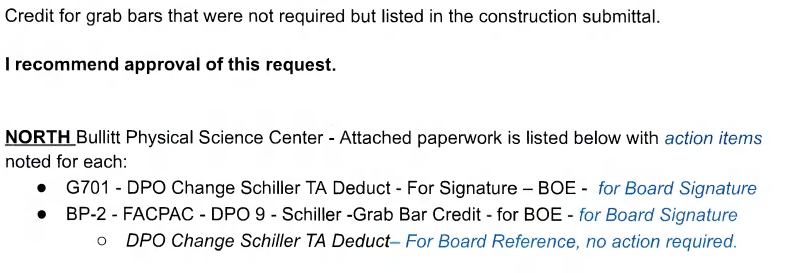 Credit for grab bars that were not required but listed in the construction submittal.
I recommend approval of this request.
NORTH Bullitt Physical Science Center - Attached paperwork is listed below with action items
noted for each:
● G701 - DPO Change Schiller TA Deduct - For Signature – BOE - for Board Signature
● BP-2 - FACPAC - DPO 9 - Schiller -Grab Bar Credit - for BOE - for Board Signature
○ DPO Change Schiller TA Deduct– For Board Reference, no action required.